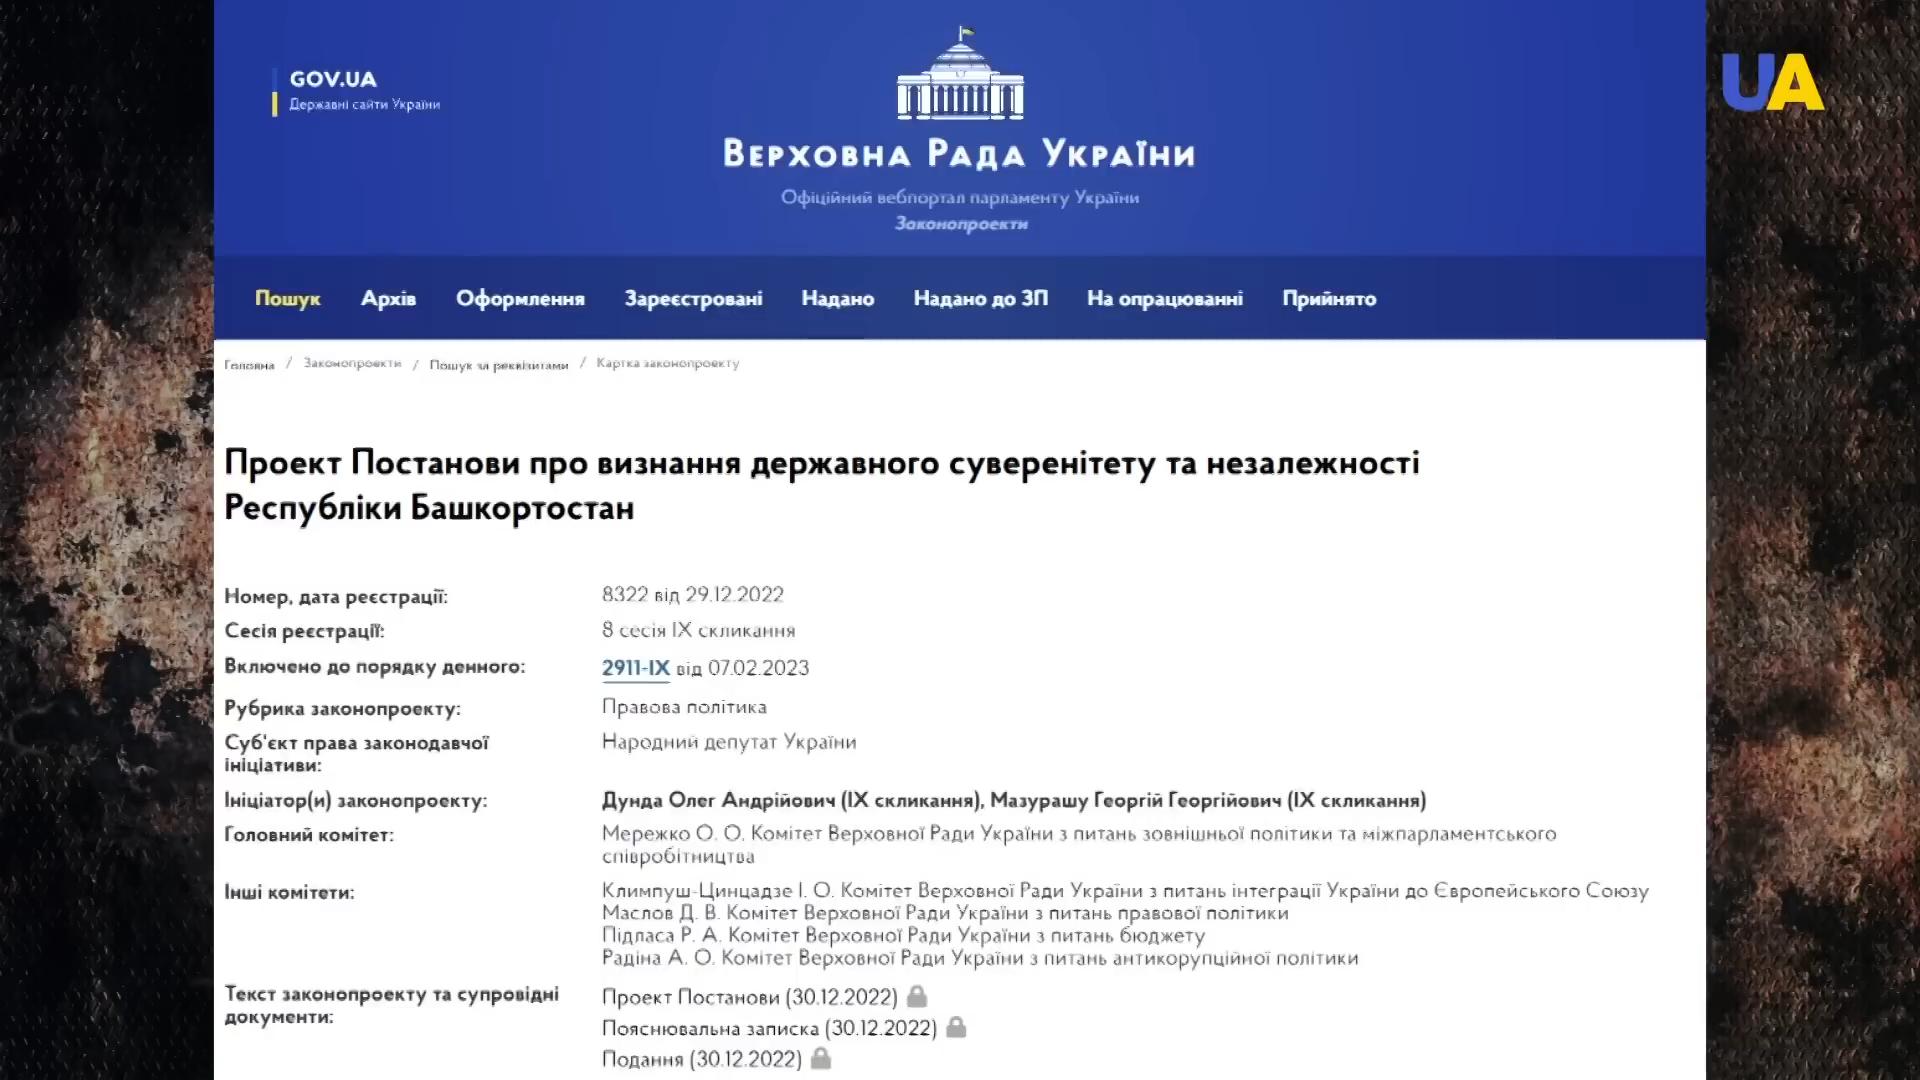 GOV.UA
Державні сайти України
UA
Верховна Рада України
Офіційний вебпортал парламенту України
Законопроекти
Пошук Архів Оформлення Зареєстровані Надано Надано до ЗП На опрацюванні Прийнято
Головна / Законопроекти / Пошук за реквізитами / Картка законопроекту
Проект Постанови про визнання державного суверенітету та незалежності
Республіки Башкортостан
Номер, дата реєстрації: 8322 від 29.12.2022
Сесія реєстрації: 8 сесія IX скликання
Включено до порядку денного: 2911-IX від 07.02.2023
Рубрика законопроекту: Правова політика
Суб'єкт права законодавчої
ініціативи:
Народний депутат України
Ініціатор(и) законопроекту: Дунда Олег Андрійович (IX скликання), Мазурашу Георгій Георгійович (IX скликання)
Головний комітет: Мережко О. О. Комітет Верховної Ради України з питань зовнішньої політики та міжпарламентського
співробітництва
Інші комітети: Климпуш-Цинцадзе І. О. Комітет Верховної Ради України з питань інтеграції України до Європейського Союзу
Маслов Д. В. Комітет Верховної Ради України з питань правової політики
Підласа Р. А. Комітет Верховної Ради України з питань бюджету
Радіна А. О. Комітет Верховної Ради України з питань антикорупційної політики
Текст законопроекту та супровідні
документи:
Проект Постанови (30.12.2022)
Пояснювальна записка (30.12.2022)
Подання (30.12.2022)